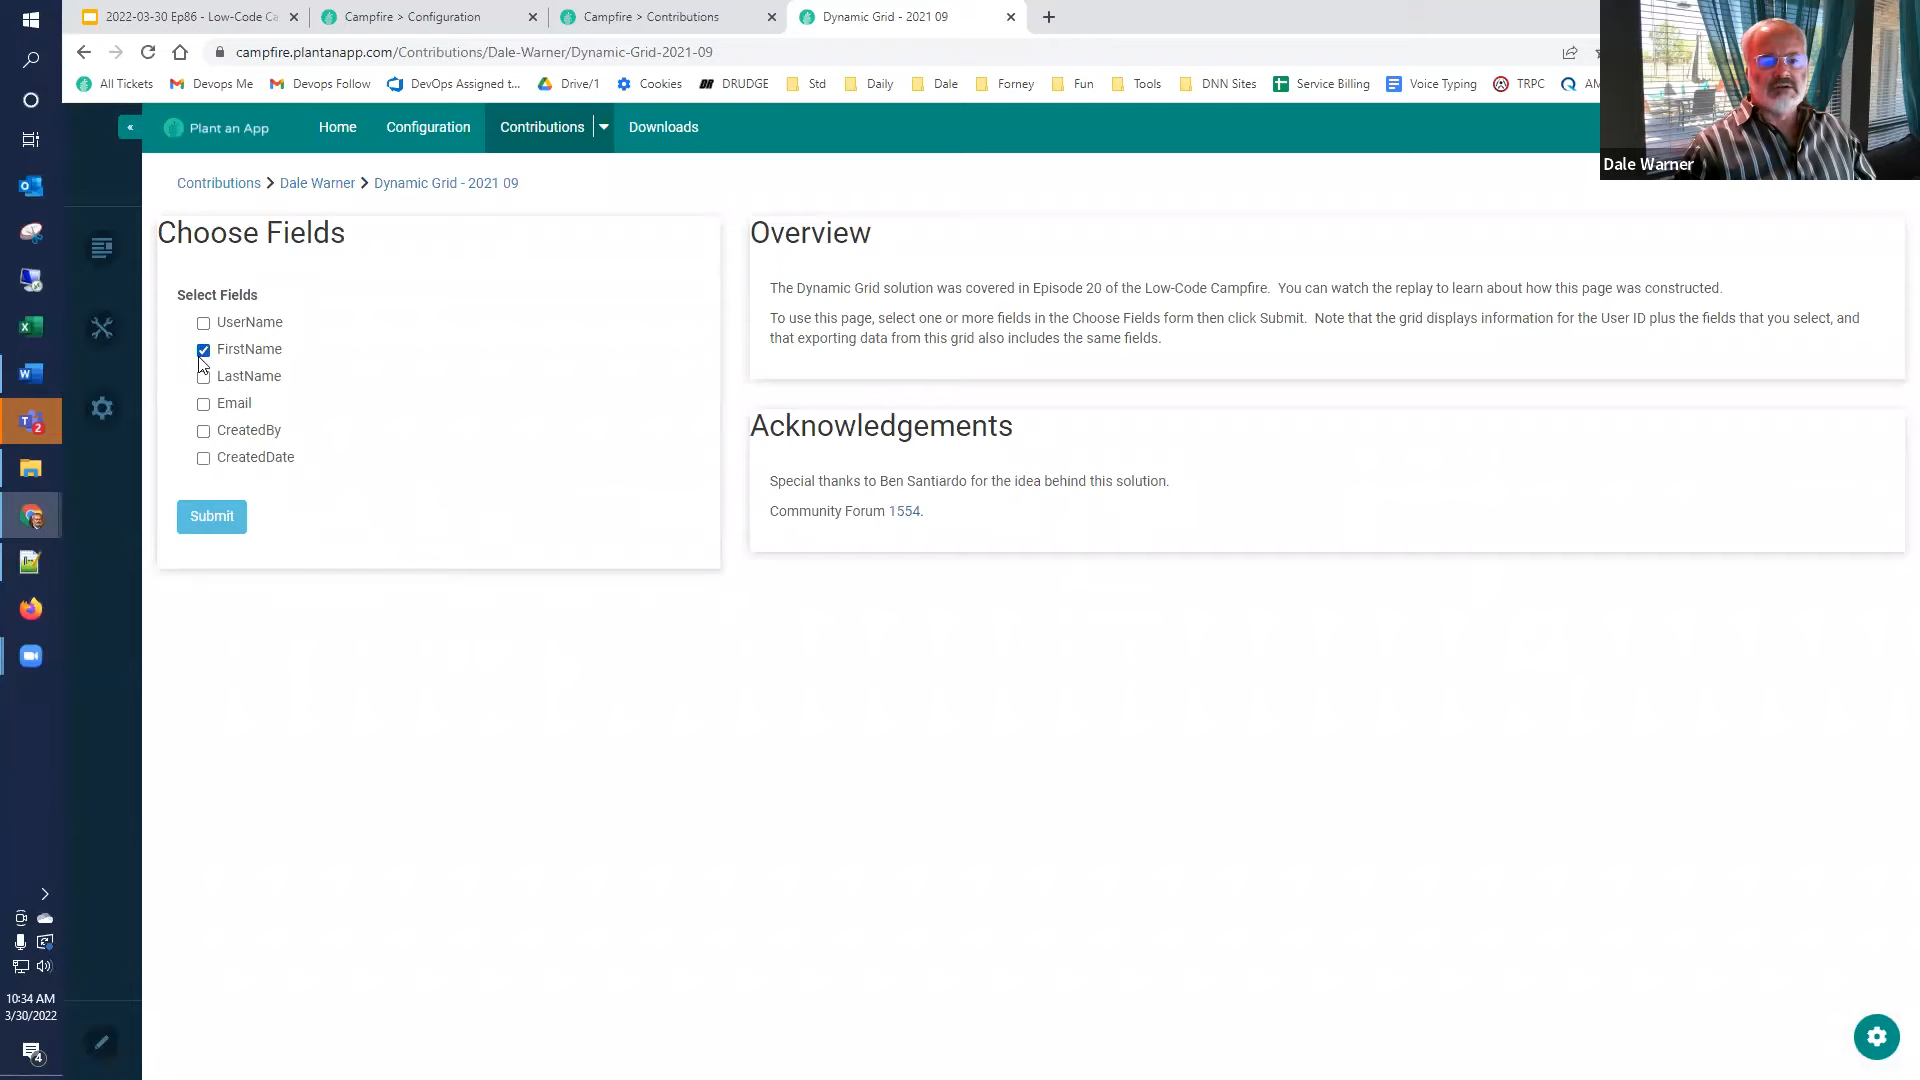 2022-03-30 Ep86 - Low-Code Ca
Campfire > Configuration
Campfire > Contributions
Dynamic Grid - 2021 09
campfire.plantanapp.com/Contributions/Dale-Warner/Dynamic-Grid-2021-09
All Tickets
Devops Me
Devops Follow
DevOps Assigned t...
Drive/1
Cookies
DR DRUDGE
Std
Daily
Dale
Forney
Fun
Tools
DNN Sites
Service Billing
Voice Typing
TRPC
AM
Plant an App
Home
Configuration
Contributions
Downloads
Dale Warner
Contributions > Dale Warner > Dynamic Grid - 2021 09
Choose Fields
Select Fields
UserName
FirstName
LastName
Email
CreatedBy
CreatedDate
Submit
Overview
The Dynamic Grid solution was covered in Episode 20 of the Low-Code Campfire. You can watch the replay to learn about how this page was constructed.
To use this page, select one or more fields in the Choose Fields form then click Submit. Note that the grid displays information for the User ID plus the fields that you select, and
that exporting data from this grid also includes the same fields.
Acknowledgements
Special thanks to Ben Santiardo for the idea behind this solution.
Community Forum 1554.
10:34 AM
3/30/2022
4